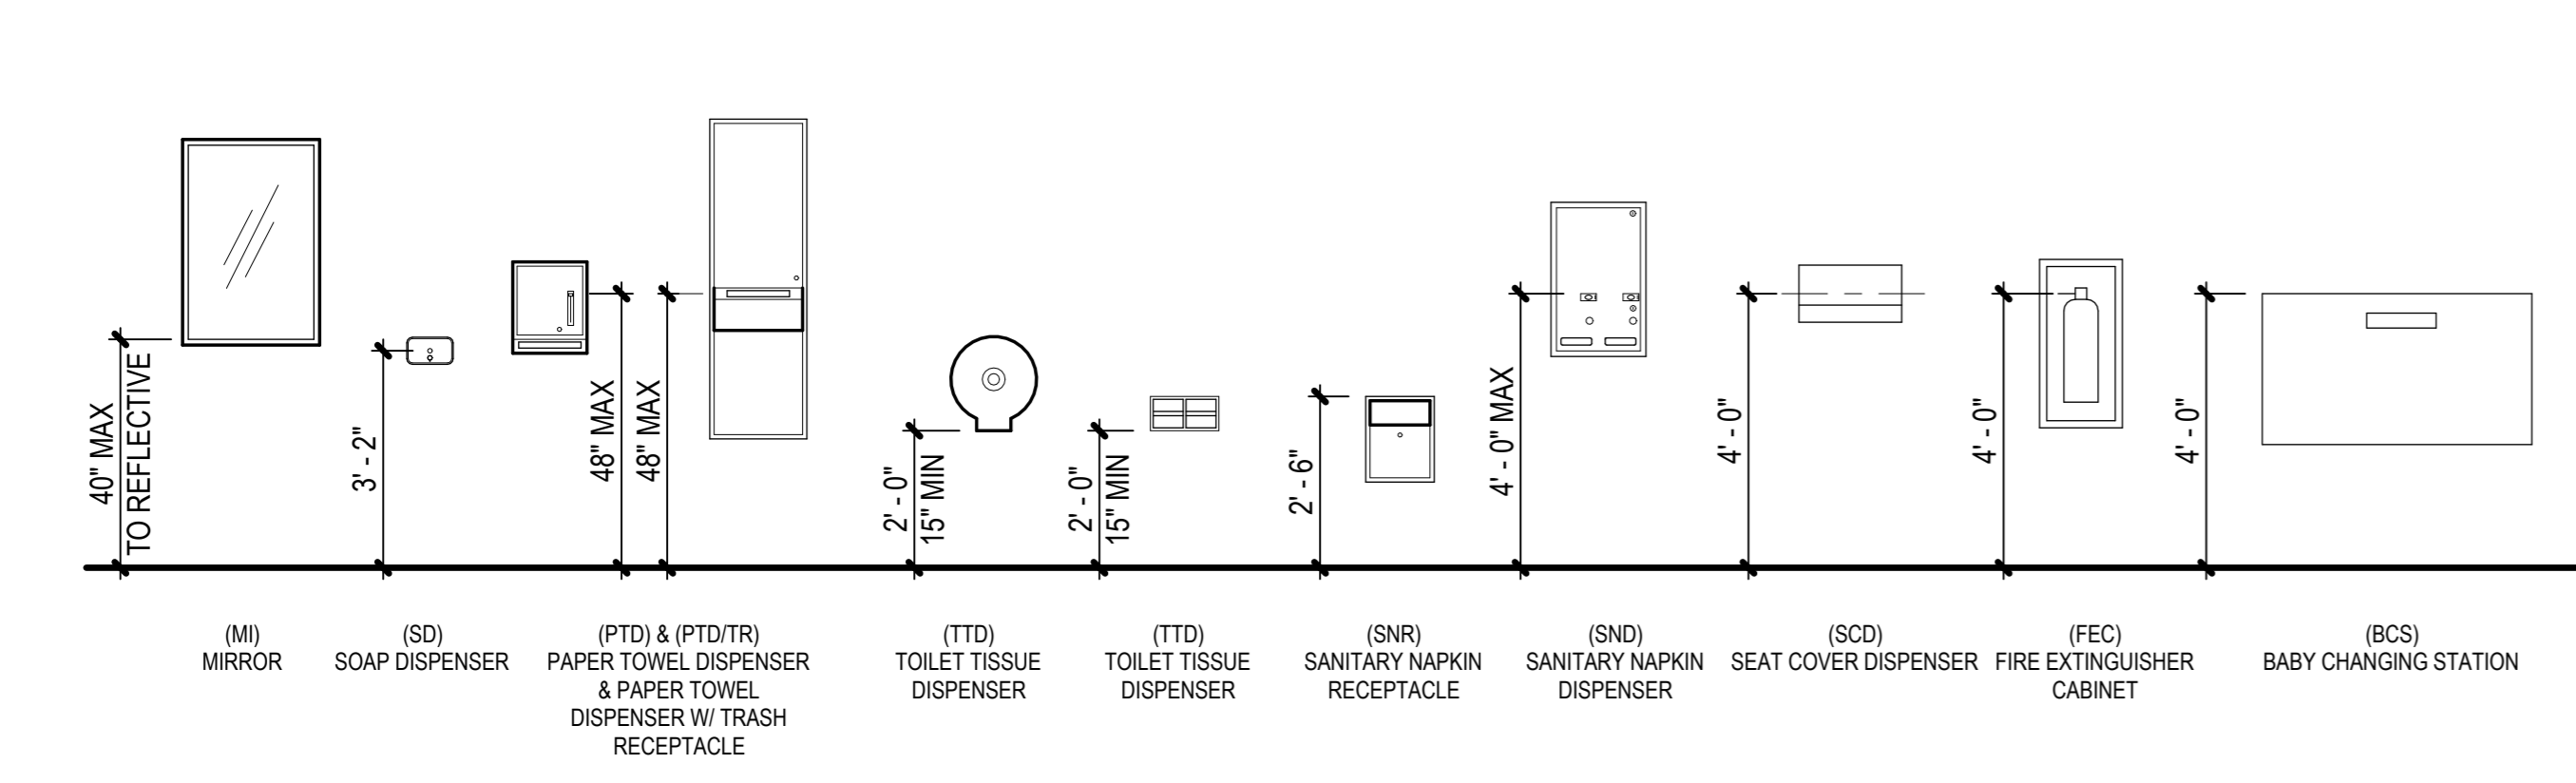 40" MAX
TO REFLECTIVE
3' - 2"
48" MAX
48" MAX
2' - 0"
15" MIN
2' - 0"
15" MIN
2' - 6"
4' - 0" MAX
4' - 0"
4' - 0"
4' - 0"
(MI)
MIRROR
(SD)
SOAP DISPENSER
(PTD) & (PTD/TR)
PAPER TOWEL DISPENSER
& PAPER TOWEL
DISPENSER W/ TRASH
RECEPTACLE
(TTD)
TOILET TISSUE
DISPENSER
(TTD)
TOILET TISSUE
DISPENSER
(SNR)
SANITARY NAPKIN
RECEPTACLE
(SND)
SANITARY NAPKIN
DISPENSER
(SCD)
SEAT COVER DISPENSER
(FEC)
FIRE EXTINGUISHER
CABINET
(BCS)
BABY CHANGING STATION